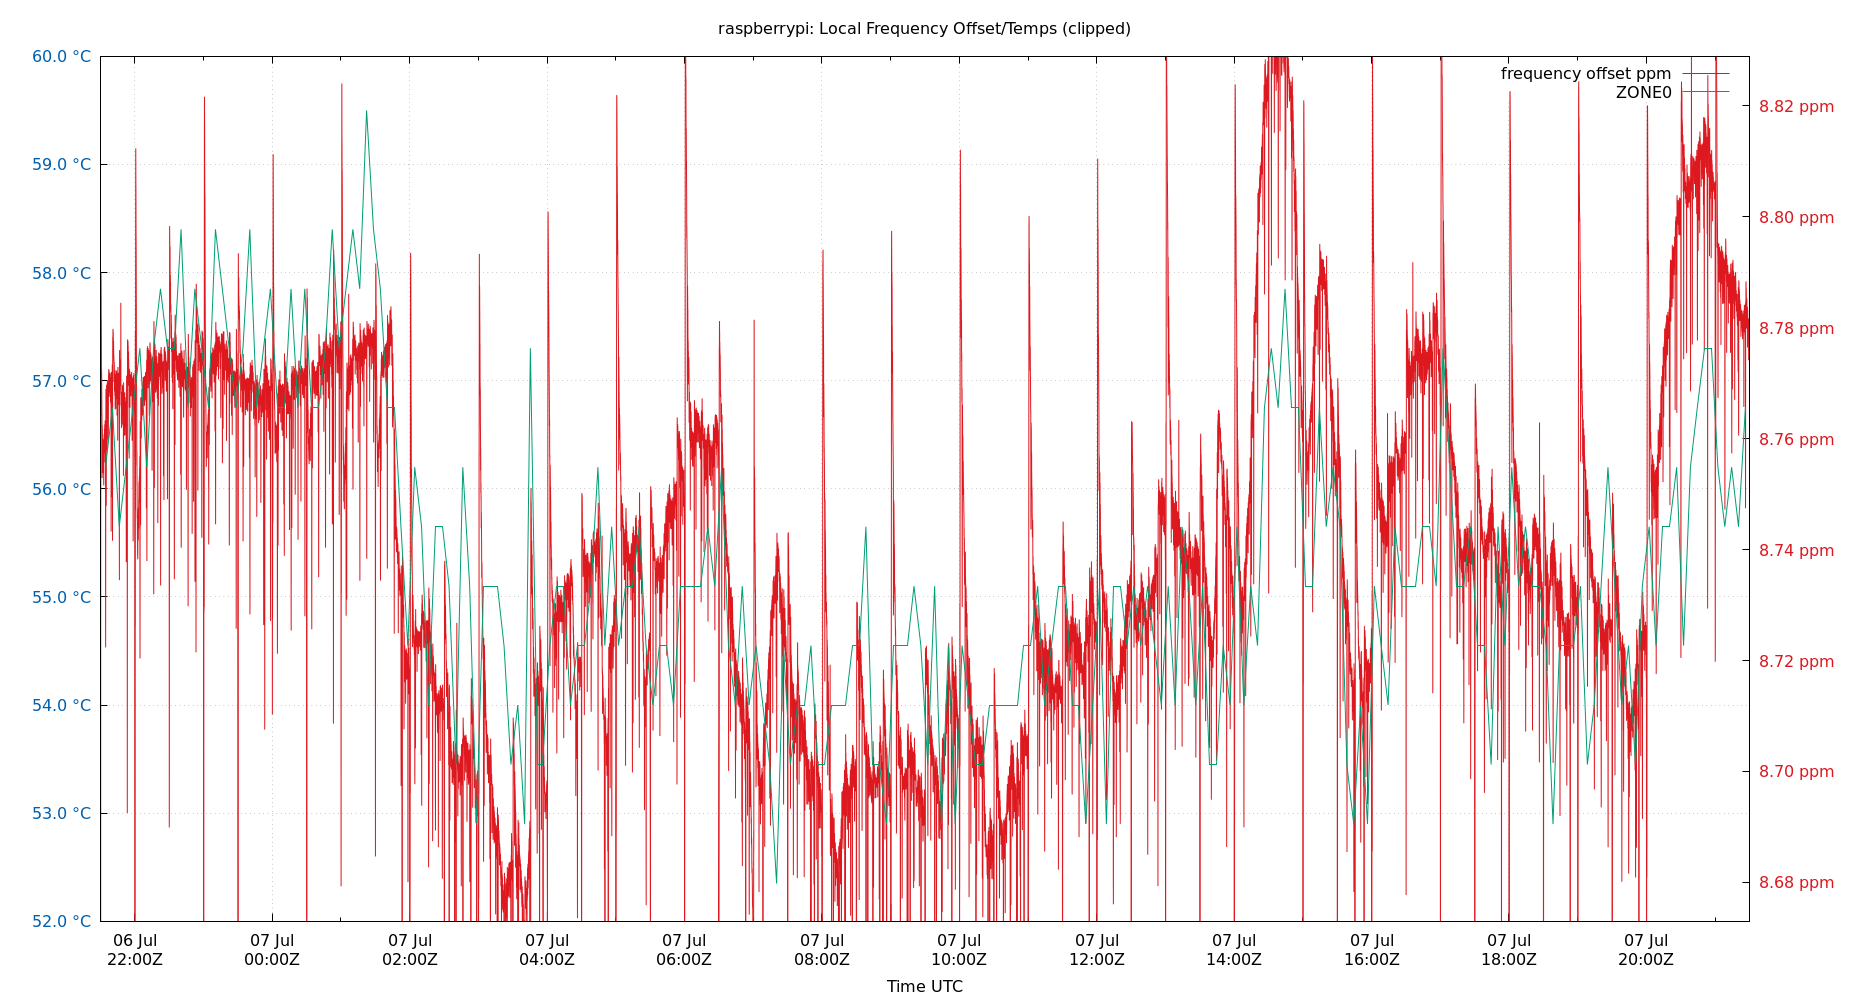 raspberrypi: Local Frequency Offset/Temps (clipped)
frequency offset ppm
ZONE0
60.0 °C
59.0 °C
58.0 °C
57.0 °C
56.0 °C
55.0 °C
54.0 °C
53.0 °C
52.0 °C
8.82 ppm
8.80 ppm
8.78 ppm
8.76 ppm
8.74 ppm
8.72 ppm
8.70 ppm
8.68 ppm
06 Jul 07 Jul 07 Jul 07 Jul 07 Jul 07 Jul 07 Jul 07 Jul 07 Jul 07 Jul 07 Jul 07 Jul
22:00Z 00:00Z 02:00Z 04:00Z 06:00Z 08:00Z 10:00Z 12:00Z 14:00Z 16:00Z 18:00Z 20:00Z
Time UTC